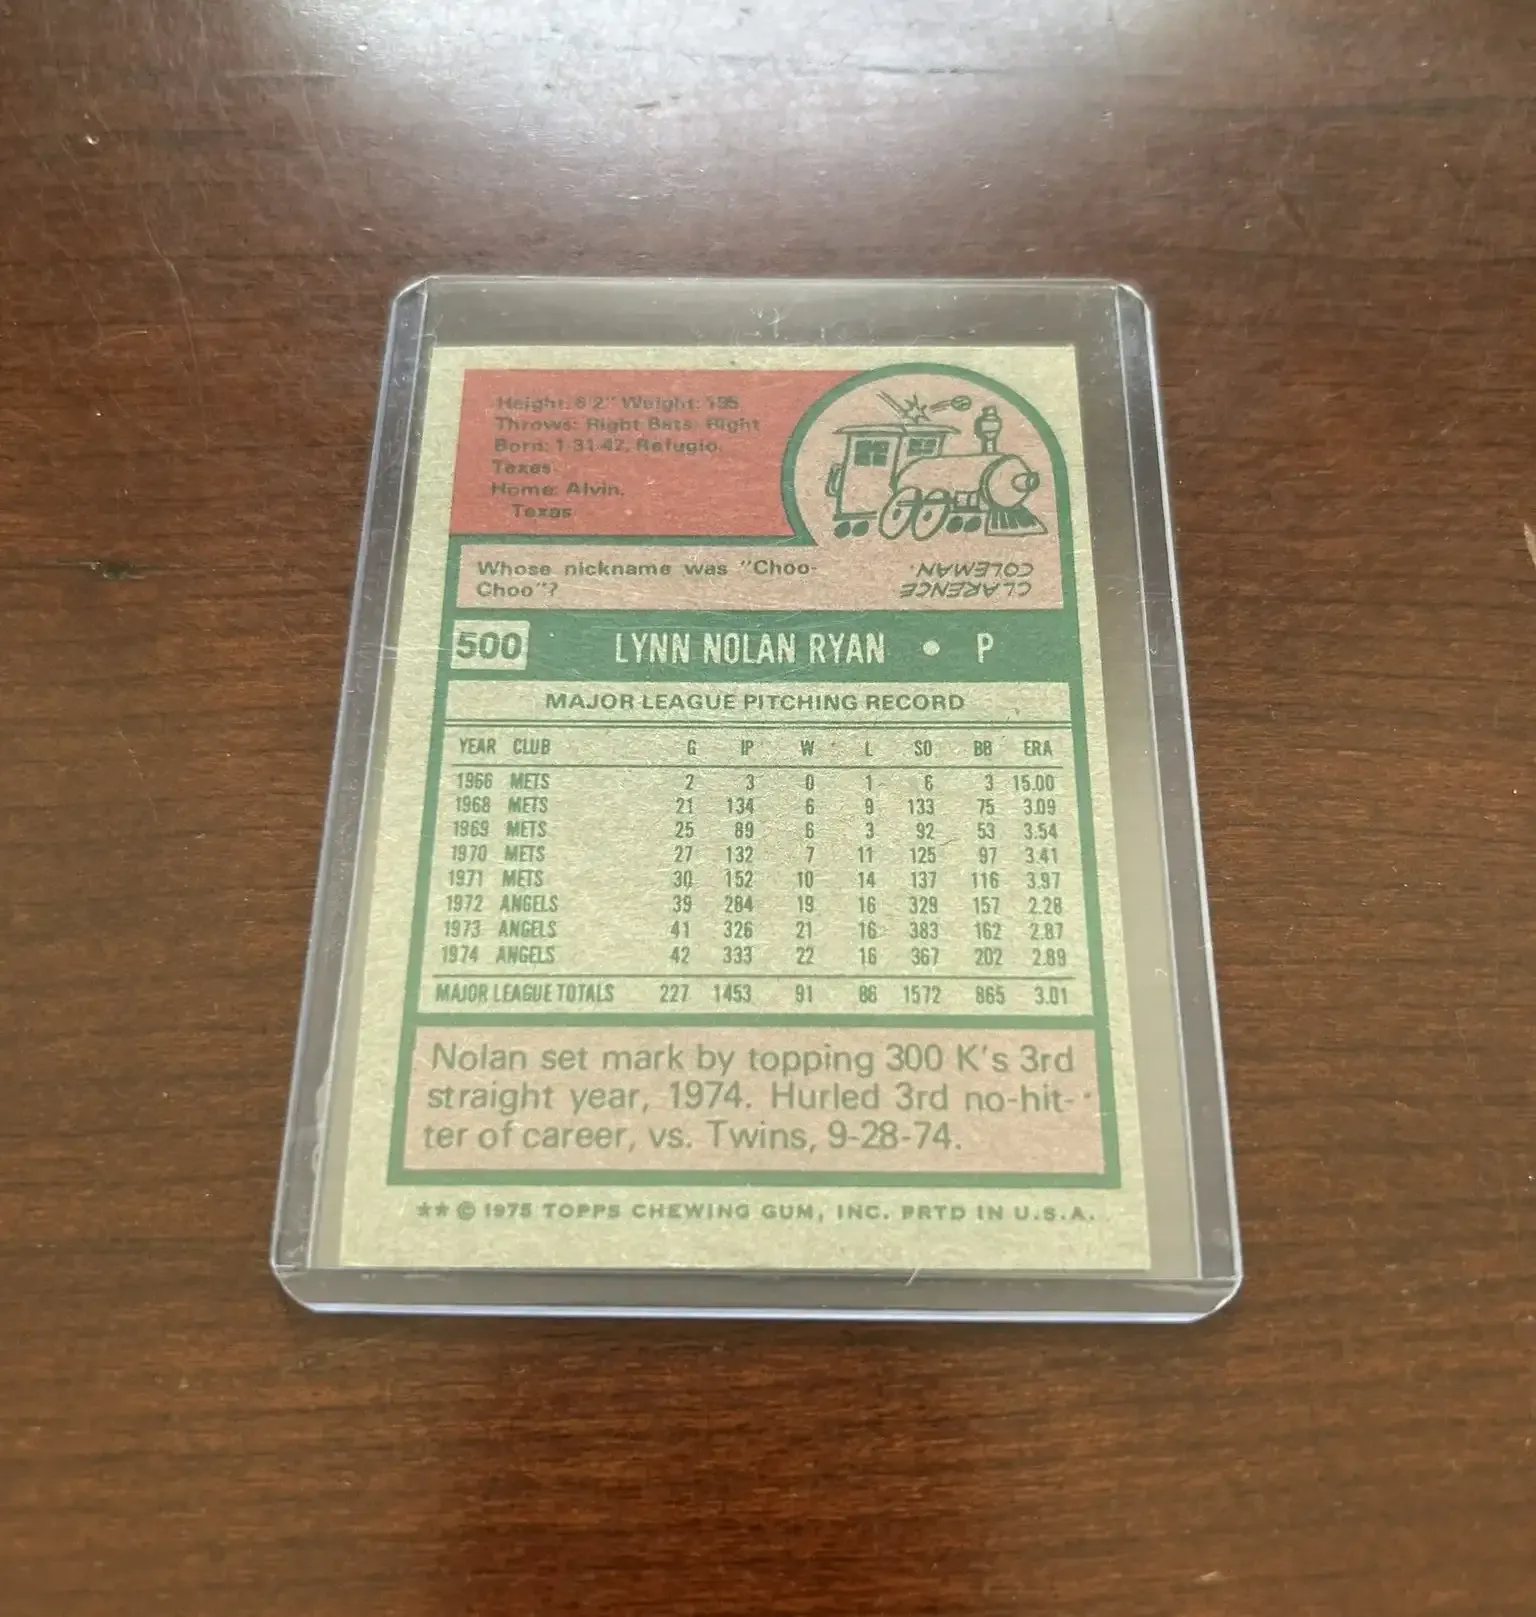 Height: 6'2" Weight: 195
Throws: Right Bats: Right
Born: 1-31-47, Refugio,
Texas
Home: Alvin,
Texas
Whose nickname was "Choo-
Choo"?
CLARENCE
COLEMAN.
500 LYNN NOLAN RYAN • P
MAJOR LEAGUE PITCHING RECORD
YEAR CLUB G IP W L SO BB ERA
1966 METS 2 3 0 1 6 3 15.00
1968 METS 21 134 6 9 133 75 3.09
1969 METS 25 89 6 3 92 53 3.54
1970 METS 27 132 7 11 125 97 3.41
1971 METS 30 152 10 14 137 116 3.97
1972 ANGELS 39 284 19 16 329 157 2.28
1973 ANGELS 41 326 21 16 383 162 2.87
1974 ANGELS 42 333 22 16 367 202 2.89
MAJOR LEAGUE TOTALS 227 1453 91 86 1572 865 3.01
Nolan set mark by topping 300 K's 3rd
straight year, 1974. Hurled 3rd no-hit-
ter of career, vs. Twins, 9-28-74.
★★ © 1975 TOPPS CHEWING GUM, INC. PRTD IN U.S.A.